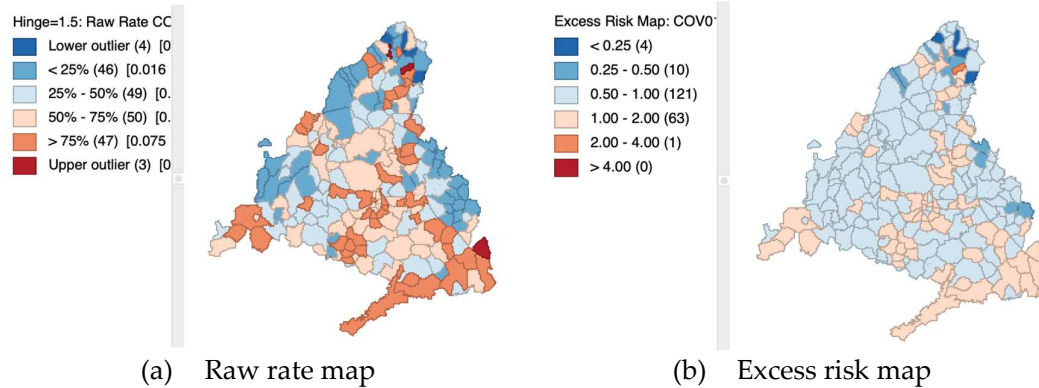 Hinge=1.5: Raw Rate CC
Lower outlier (4) [0
< 25% (46) [0.016
25% - 50% (49) [0.
50% - 75% (50) [0.
> 75% (47) [0.075
Upper outlier (3) [0
Excess Risk Map: COV01
< 0.25 (4)
0.25 - 0.50 (10)
0.50 - 1.00 (121)
1.00 - 2.00 (63)
2.00 - 4.00 (1)
> 4.00 (0)
(a) Raw rate map
(b) Excess risk map